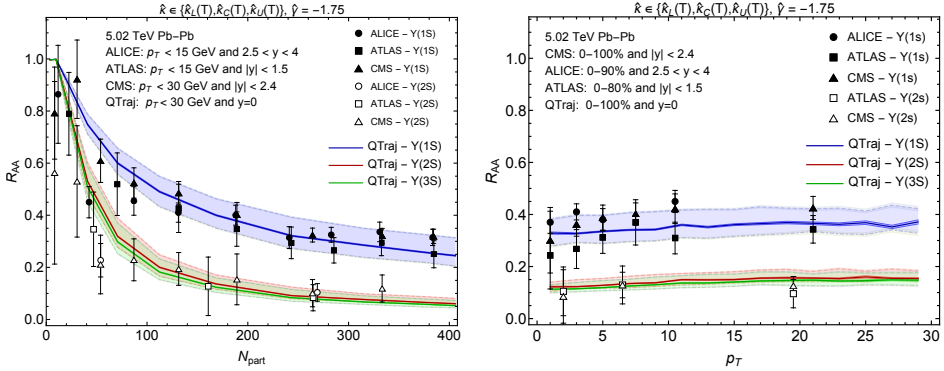 κ̂ ∈ {κ̂_L(T),κ̂_C(T),κ̂_U(T)}, γ̂ = −1.75
5.02 TeV Pb–Pb
ALICE: p_T < 15 GeV and 2.5 < y < 4
ATLAS: p_T < 15 GeV and |y| < 1.5
CMS: p_T < 30 GeV and |y| < 2.4
QTraj: p_T < 30 GeV and y=0
ALICE − Υ(1S)
ATLAS − Υ(1S)
CMS − Υ(1S)
ALICE − Υ(2S)
ATLAS − Υ(2S)
CMS − Υ(2S)
QTraj − Υ(1S)
QTraj − Υ(2S)
QTraj − Υ(3S)
R_AA
1.0
0.8
0.6
0.4
0.2
0.0
0 100 200 300 400
N_part
κ̂ ∈ {κ̂_L(T),κ̂_C(T),κ̂_U(T)}, γ̂ = −1.75
5.02 TeV Pb–Pb
CMS: 0–100% and |y| < 2.4
ALICE: 0–90% and 2.5 < y < 4
ATLAS: 0–80% and |y| < 1.5
QTraj: 0–100% and y=0
ALICE − Υ(1s)
ATLAS − Υ(1s)
CMS − Υ(1s)
ATLAS − Υ(2s)
CMS − Υ(2s)
QTraj − Υ(1S)
QTraj − Υ(2S)
QTraj − Υ(3S)
R_AA
1.0
0.8
0.6
0.4
0.2
0.0
0 5 10 15 20 25 30
p_T